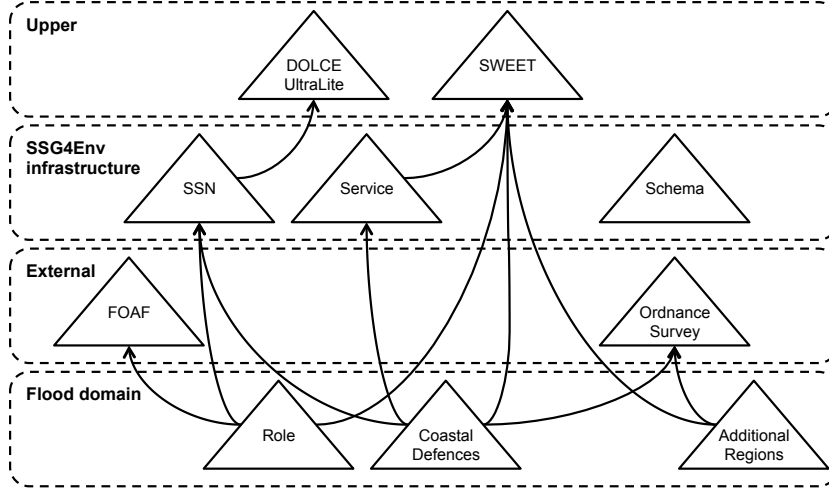 Upper
DOLCE
UltraLite
SWEET
SSG4Env
infrastructure
SSN
Service
Schema
External
FOAF
Ordnance
Survey
Flood domain
Role
Coastal
Defences
Additional
Regions